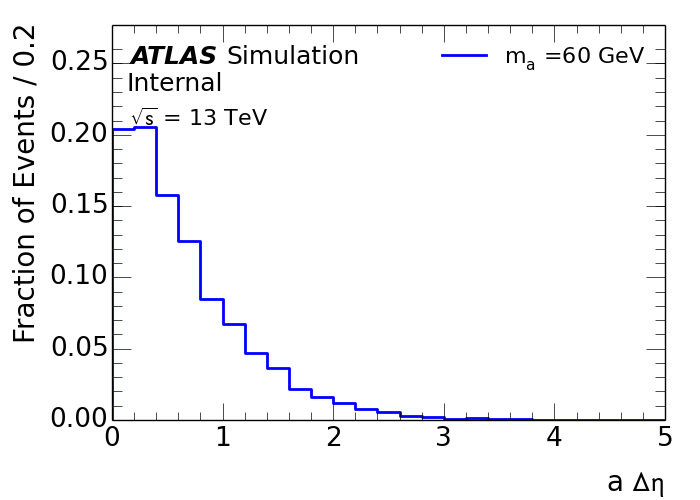 Fraction of Events / 0.2
0.25
0.20
0.15
0.10
0.05
0.00
ATLAS Simulation
Internal
√s = 13 TeV
mₐ =60 GeV
0 1 2 3 4 5
a Δη